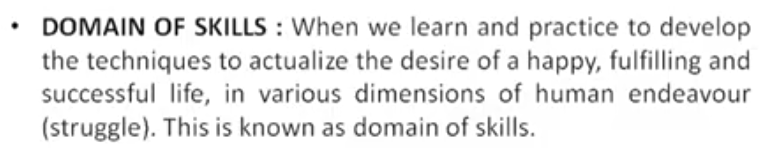 • DOMAIN OF SKILLS : When we learn and practice to develop
the techniques to actualize the desire of a happy, fulfilling and
successful life, in various dimensions of human endeavour
(struggle). This is known as domain of skills.